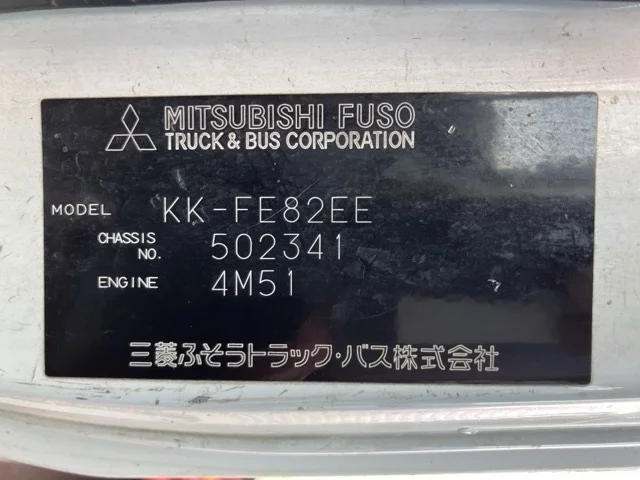 MITSUBISHI FUSO
TRUCK & BUS CORPORATION
MODEL KK-FE82EE
CHASSIS NO. 502341
ENGINE 4M51
三菱ふそうトラック・バス株式会社